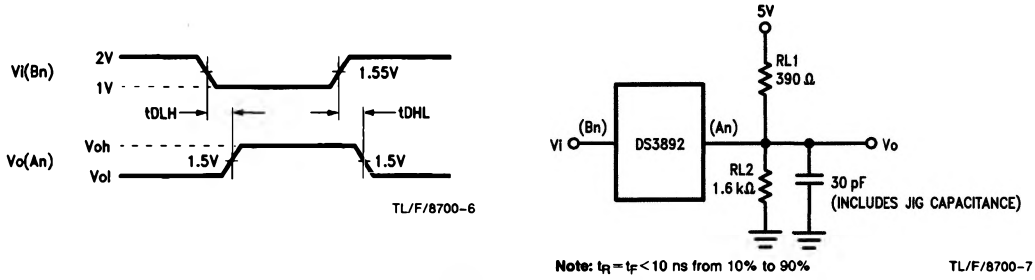 2V
Vi(Bn)
1V
1.55V
tDLH
tDHL
Voh
Vo(An)
1.5V
1.5V
Vol
TL/F/8700-6
5V
RL1
390 Ω
(Bn)
(An)
Vi
DS3892
Vo
RL2
1.6 kΩ
30 pF
(INCLUDES JIG CAPACITANCE)
Note: tR = tF < 10 ns from 10% to 90%
TL/F/8700-7